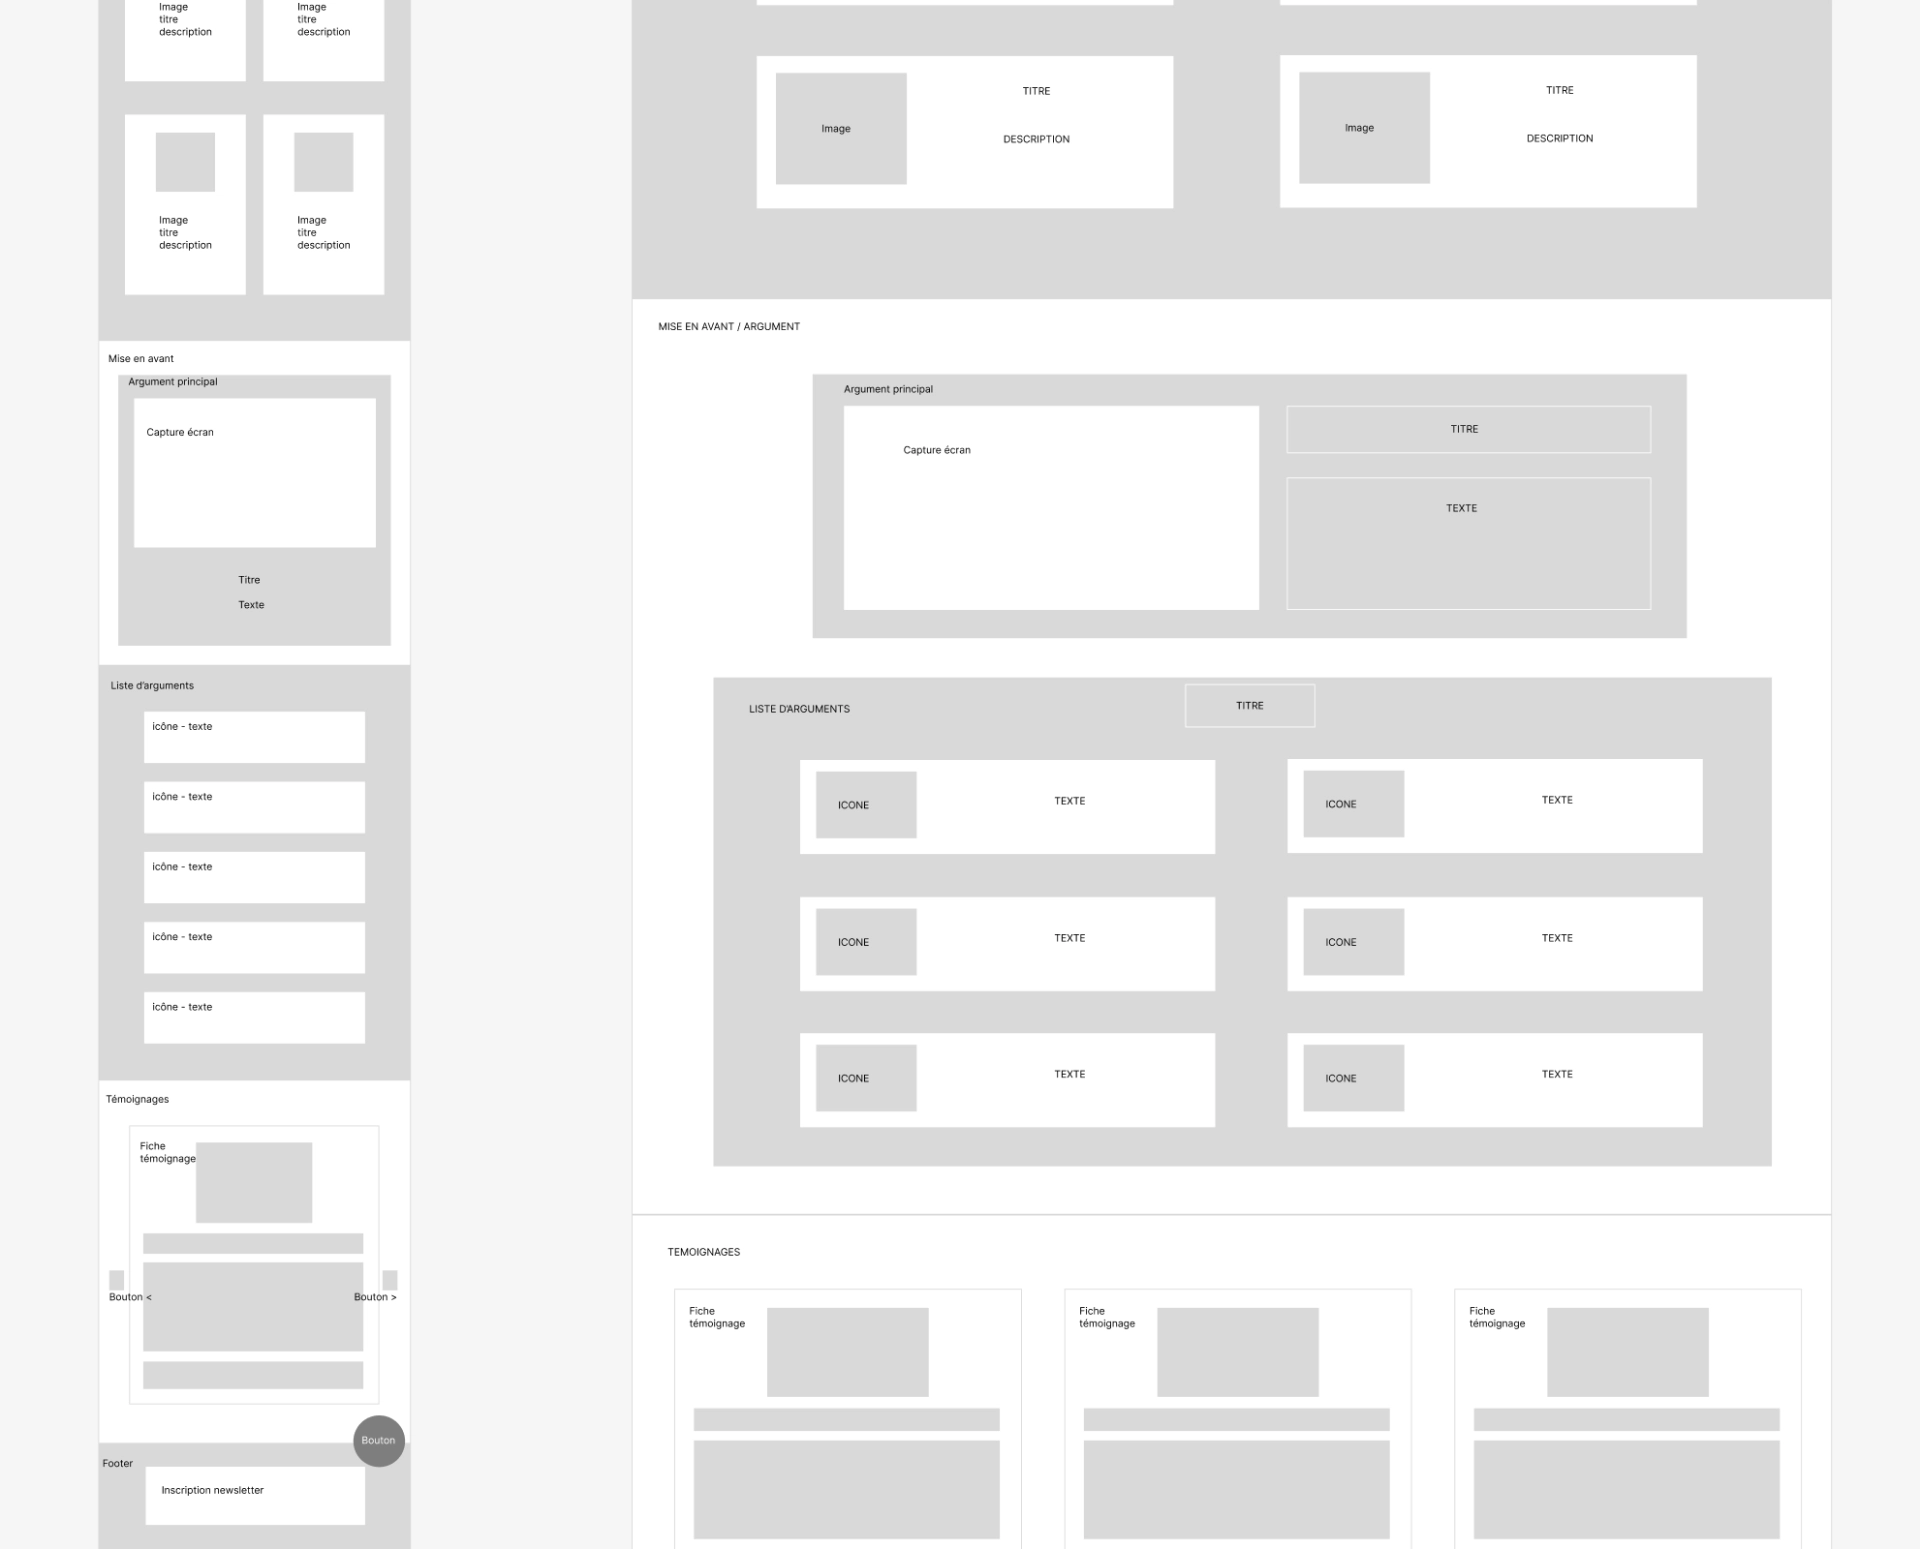 Image
titre
description
Image
titre
description
Image
titre
description
Image
titre
description
Mise en avant
Argument principal
Capture écran
Titre
Texte
Liste d'arguments
icône - texte
icône - texte
icône - texte
icône - texte
icône - texte
Témoignages
Fiche
témoignage
Bouton <
Bouton >
Bouton
Footer
Inscription newsletter
Image
TITRE
DESCRIPTION
Image
TITRE
DESCRIPTION
MISE EN AVANT / ARGUMENT
Argument principal
Capture écran
TITRE
TEXTE
LISTE D'ARGUMENTS
TITRE
ICONE
TEXTE
ICONE
TEXTE
ICONE
TEXTE
ICONE
TEXTE
ICONE
TEXTE
ICONE
TEXTE
TEMOIGNAGES
Fiche
témoignage
Fiche
témoignage
Fiche
témoignage